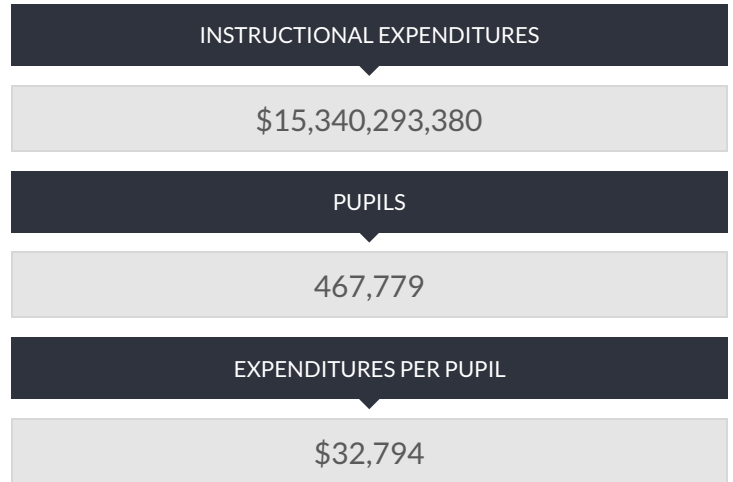 INSTRUCTIONAL EXPENDITURES
$15,340,293,380
PUPILS
467,779
EXPENDITURES PER PUPIL
$32,794